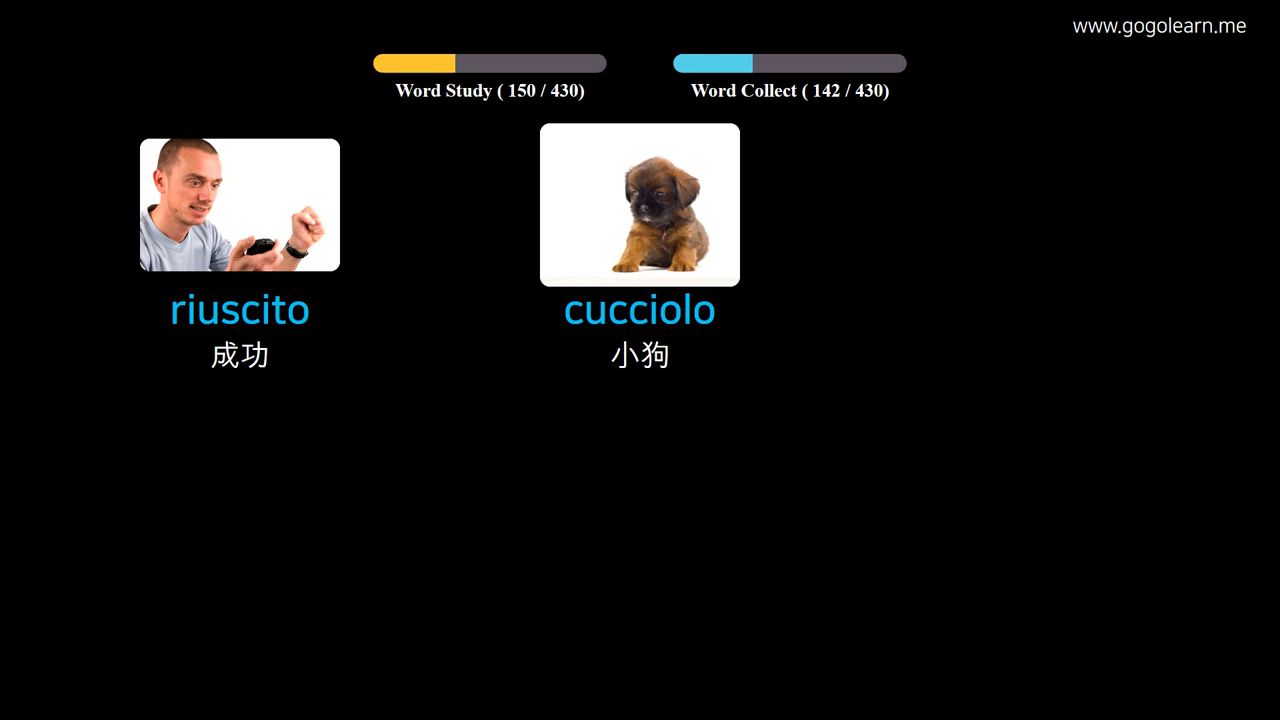 www.gogolearn.me
Word Study ( 150 / 430)
Word Collect ( 142 / 430)
riuscito
成功
cucciolo
小狗